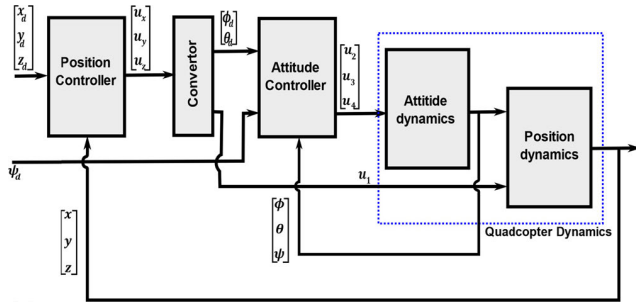 x_d
y_d
z_d
Position
Controller
u_x
u_y
u_z
Convertor
ϕ_d
θ_d
Attitude
Controller
u_2
u_3
u_4
Attitide
dynamics
Position
dynamics
ψ_d
u_1
Quadcopter Dynamics
x
y
z
ϕ
θ
ψ